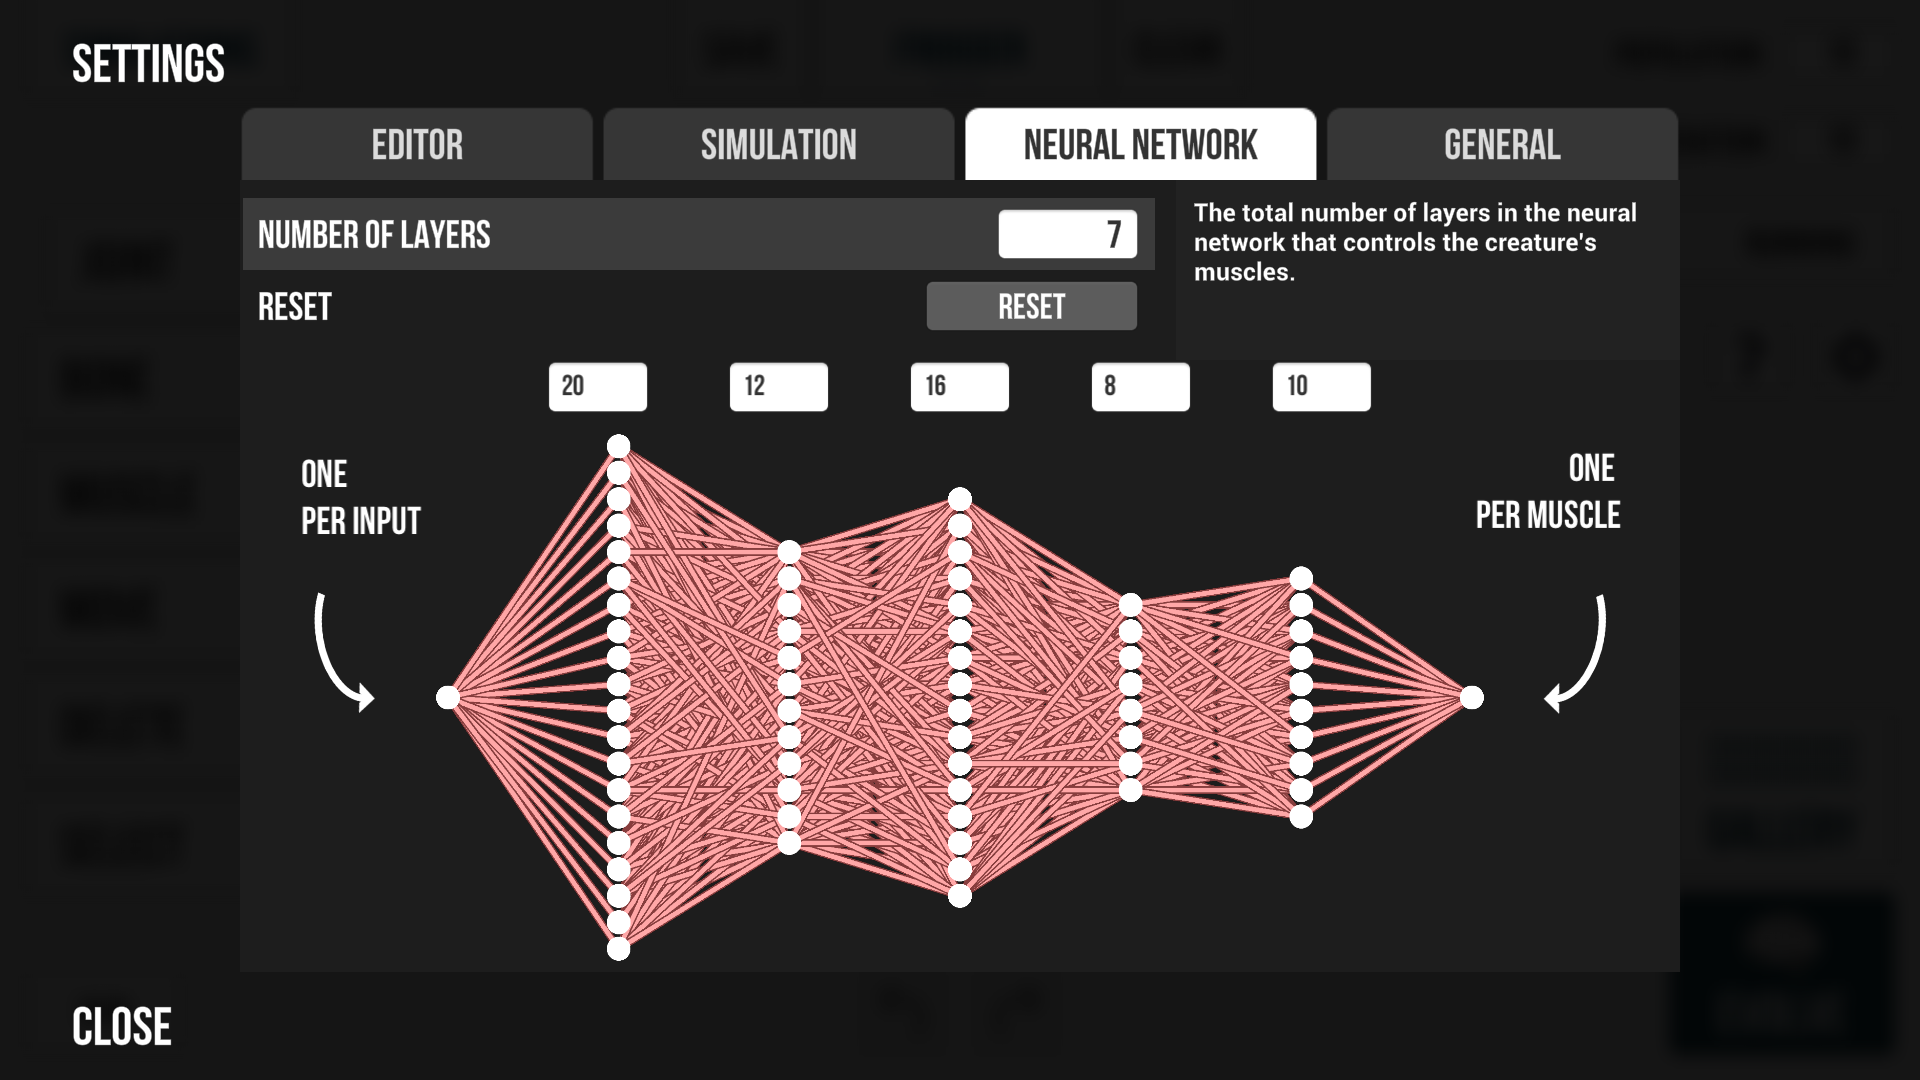 SETTINGS
EDITOR
SIMULATION
NEURAL NETWORK
GENERAL
NUMBER OF LAYERS
7
The total number of layers in the neural
network that controls the creature's
muscles.
RESET
RESET
20
12
16
8
10
ONE
PER INPUT
ONE
PER MUSCLE
CLOSE